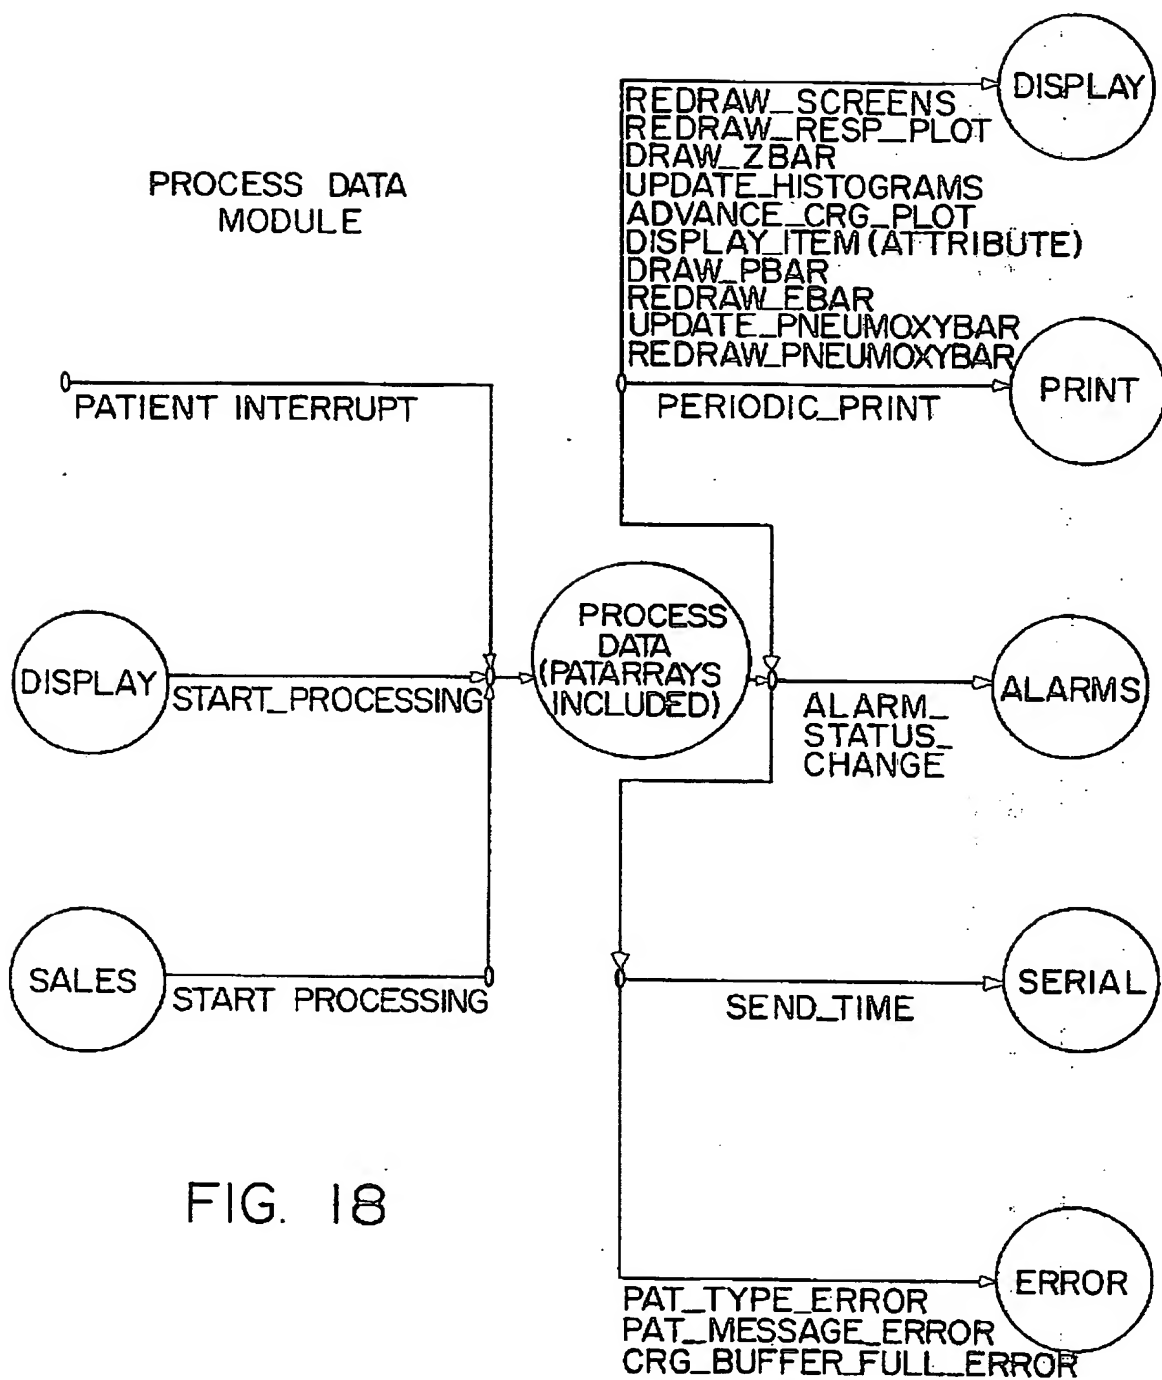 PROCESS DATA
MODULE
DISPLAY
REDRAW_SCREENS
REDRAW_RESP_PLOT
DRAW_ZBAR
UPDATE_HISTOGRAMS
ADVANCE_CRG_PLOT
DISPLAY_ITEM (ATTRIBUTE)
DRAW_PBAR
REDRAW_EBAR
UPDATE_PNEUMOXYBAR
REDRAW_PNEUMOXYBAR
PATIENT INTERRUPT
PERIODIC_PRINT
PRINT
DISPLAY
START_PROCESSING
PROCESS
DATA
(PATARRAYS
INCLUDED)
ALARM_
STATUS_
CHANGE
ALARMS
SALES
START PROCESSING
SEND_TIME
SERIAL
FIG. 18
PAT_TYPE_ERROR
PAT_MESSAGE_ERROR
CRG_BUFFER_FULL_ERROR
ERROR